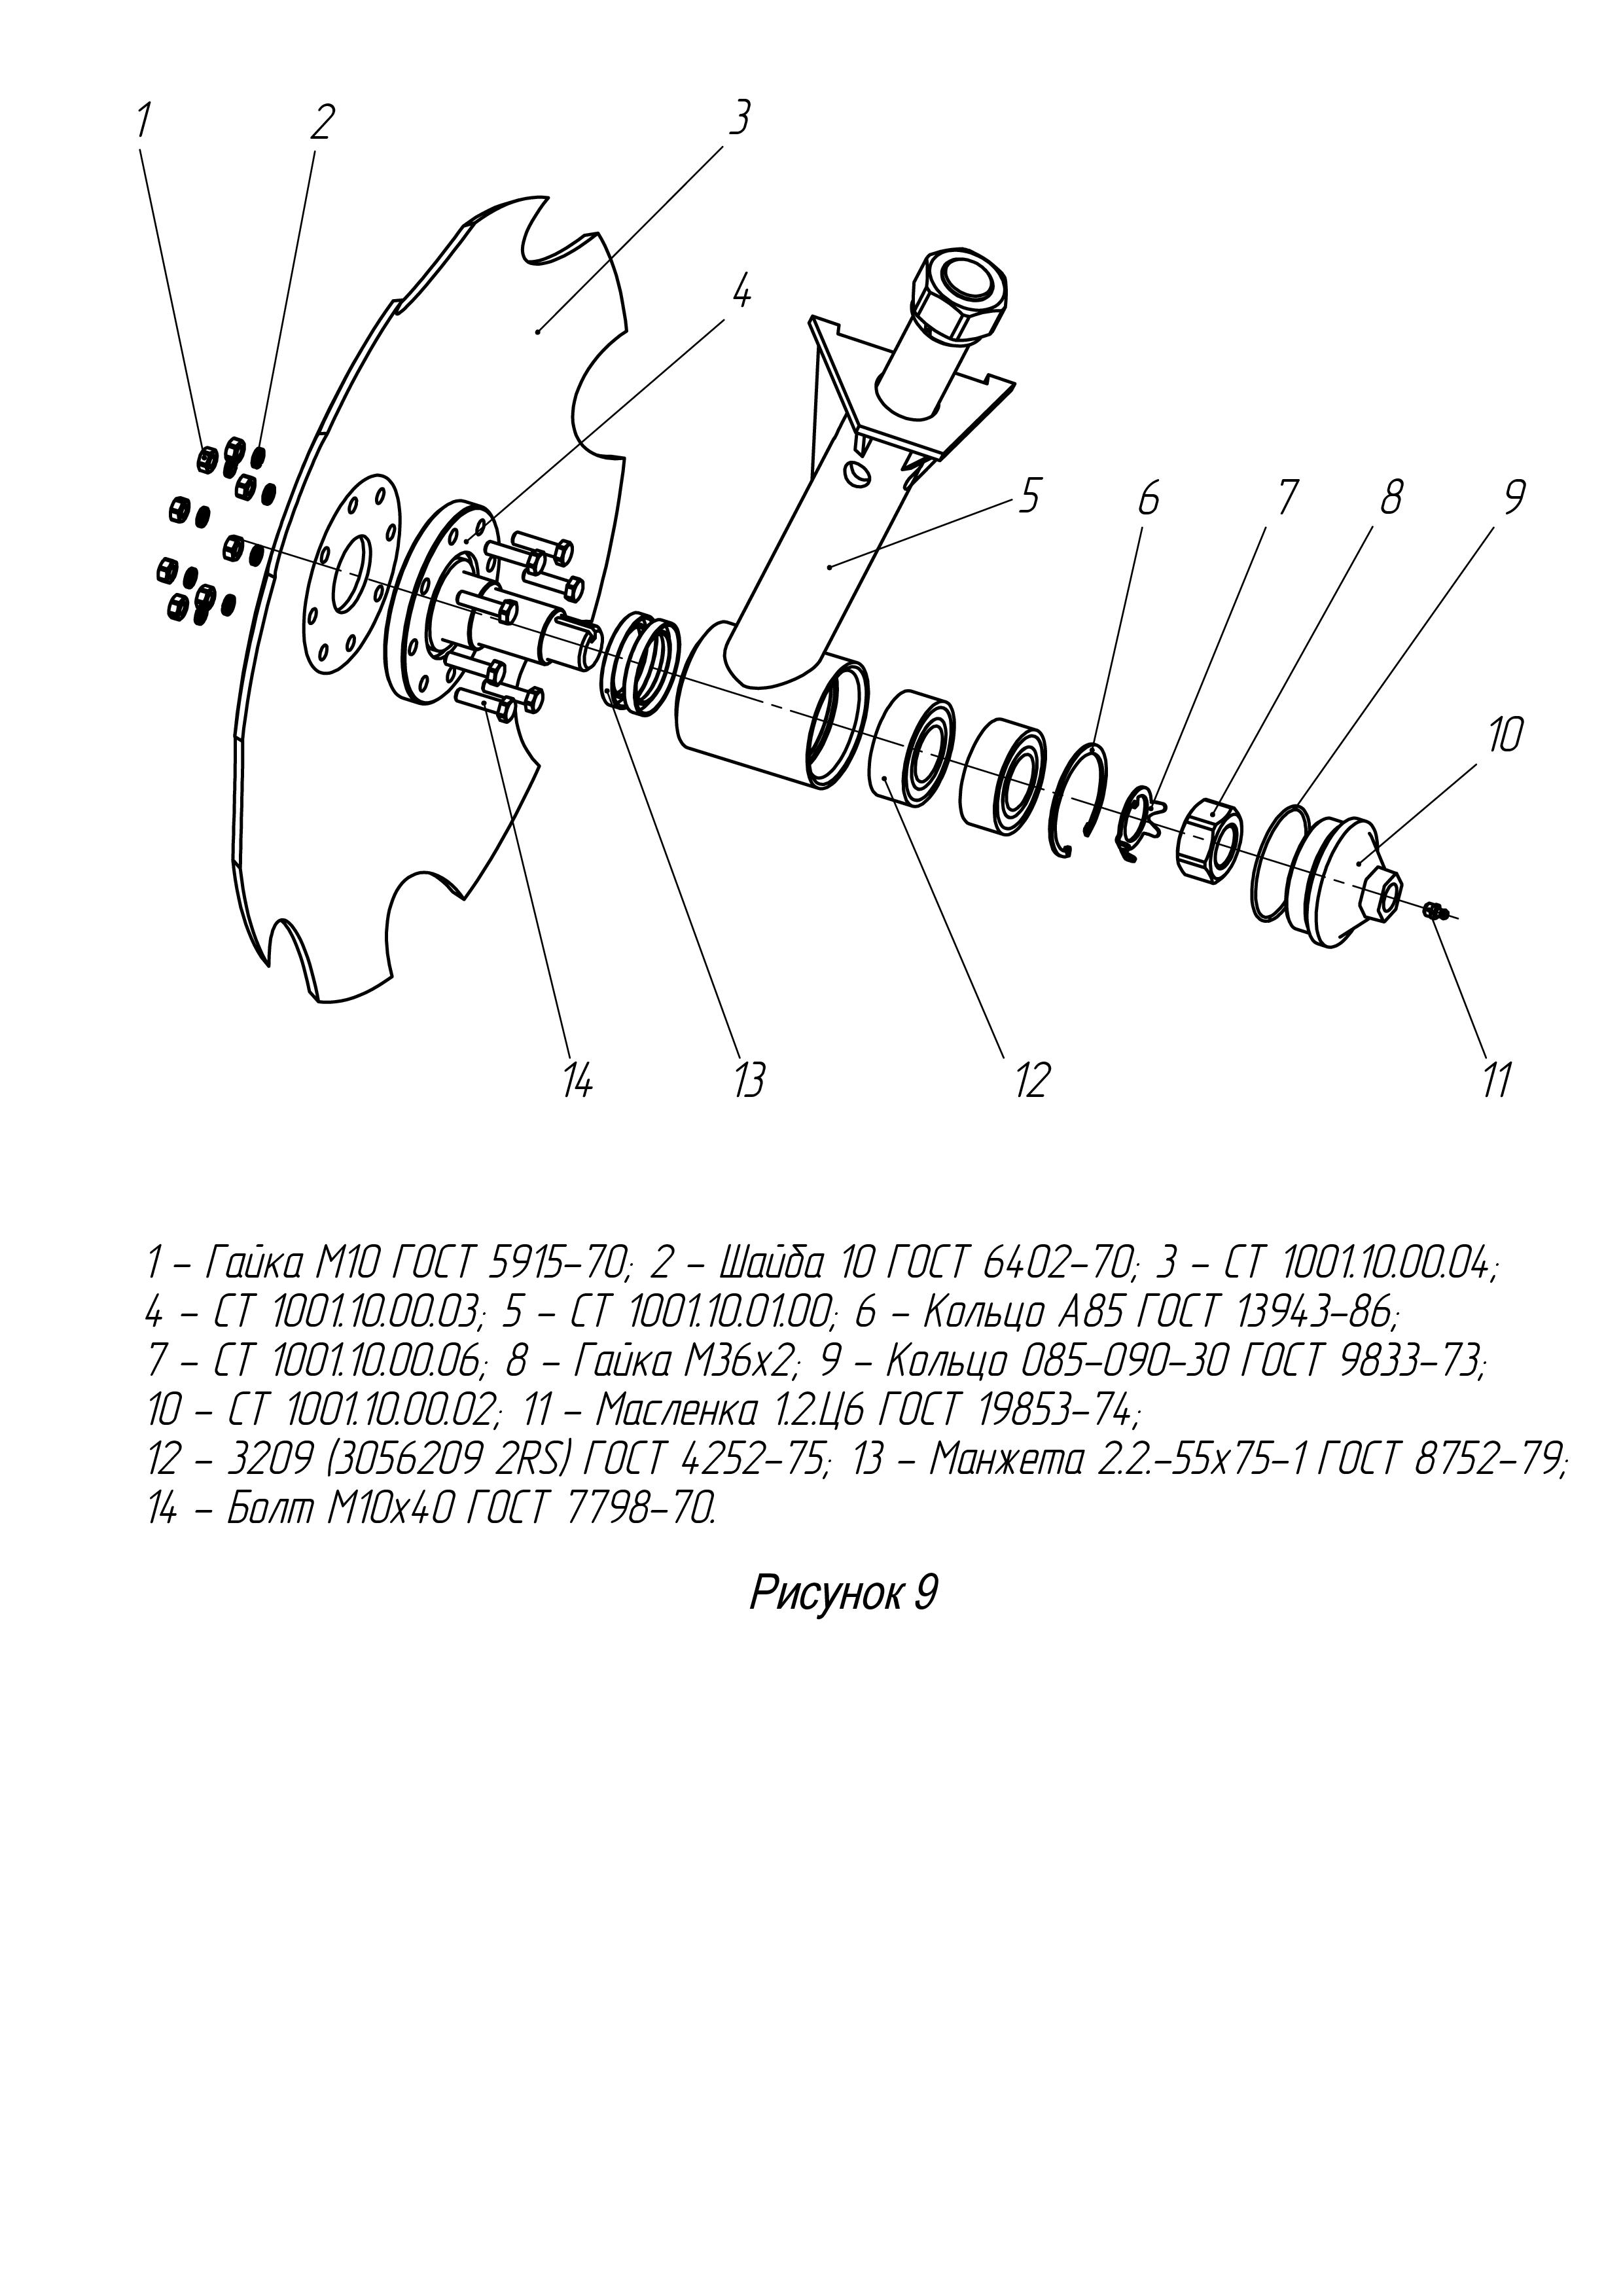 1
2
3
4
5
6
7
8
9
10
14
13
12
11
1 – Гайка М10 ГОСТ 5915–70; 2 – Шайба 10 ГОСТ 6402–70; 3 – СТ 1001.10.00.04;
4 – СТ 1001.10.00.03; 5 – СТ 1001.10.01.00; 6 – Кольцо А85 ГОСТ 13943–86;
7 – СТ 1001.10.00.06; 8 – Гайка М36х2; 9 – Кольцо 085–090–30 ГОСТ 9833–73;
10 – СТ 1001.10.00.02; 11 – Масленка 1.2.Ц6 ГОСТ 19853–74;
12 – 3209 (3056209 2RS) ГОСТ 4252–75; 13 – Манжета 2.2.–55х75–1 ГОСТ 8752–79;
14 – Болт М10х40 ГОСТ 7798–70.
Рисунок 9